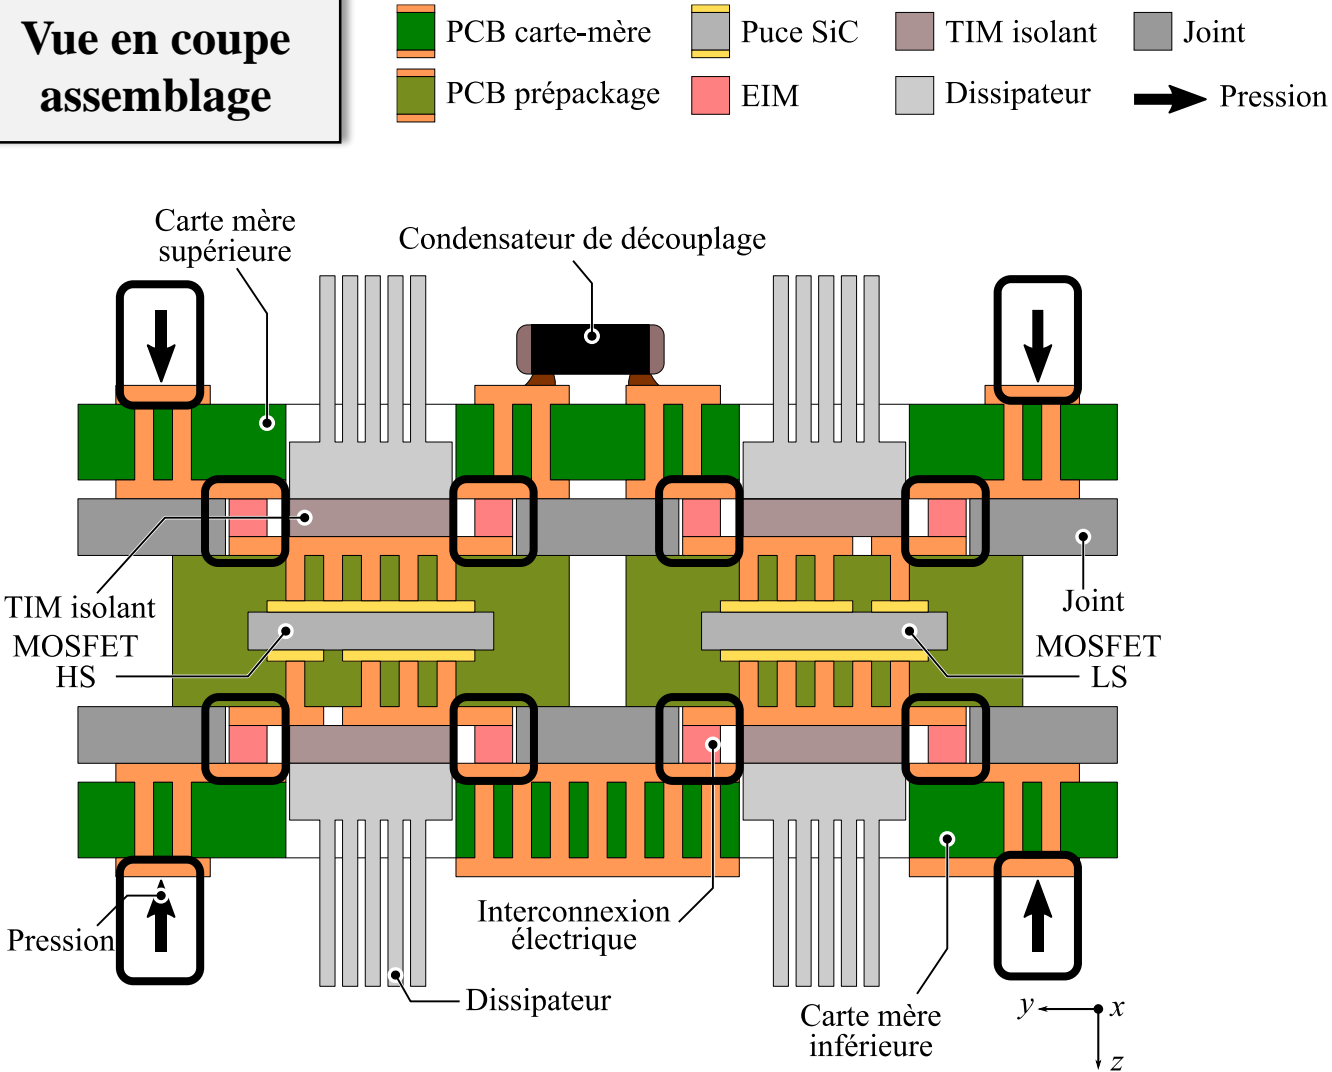 Vue en coupe
assemblage
PCB carte-mère
Puce SiC
TIM isolant
Joint
PCB prépackage
EIM
Dissipateur
Pression
Carte mère
supérieure
Condensateur de découplage
TIM isolant
MOSFET
HS
Joint
MOSFET
LS
Pression
Interconnexion
électrique
Dissipateur
Carte mère
inférieure
y
x
z